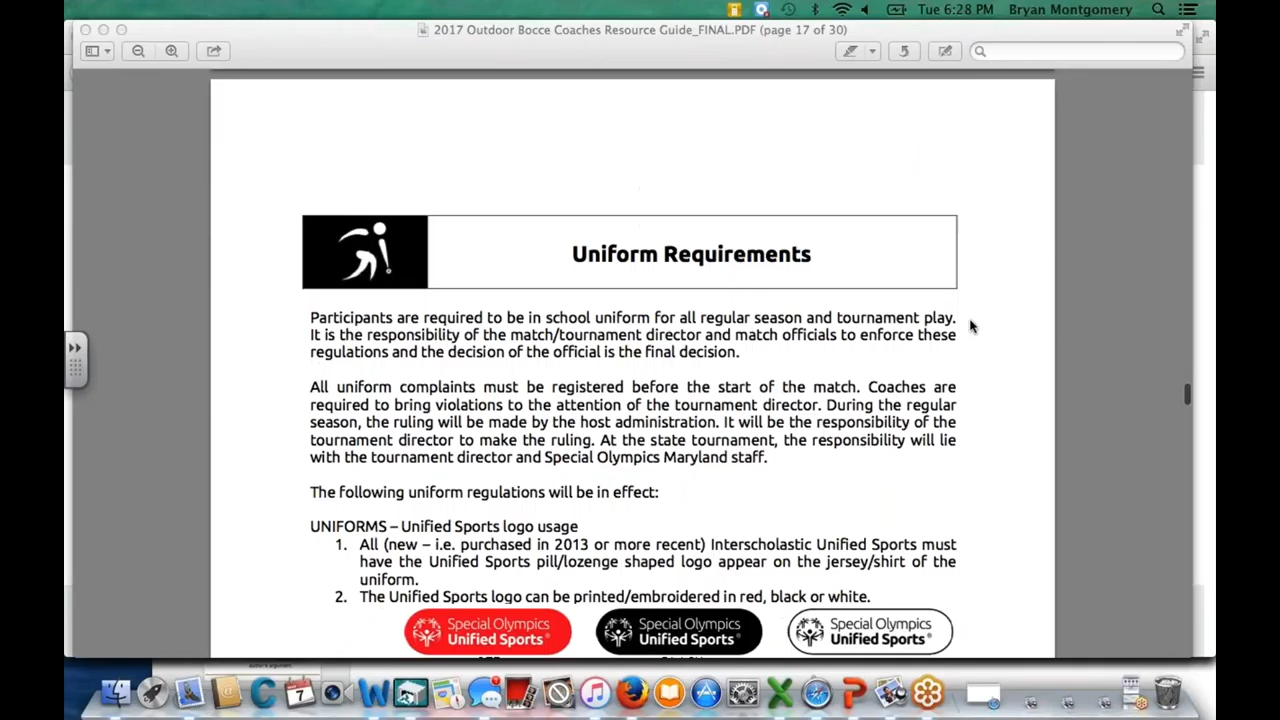 Tue 6:28 PM Bryan Montgomery
2017 Outdoor Bocce Coaches Resource Guide_FINAL.PDF (page 17 of 30)
Uniform Requirements
Participants are required to be in school uniform for all regular season and tournament play.
It is the responsibility of the match/tournament director and match officials to enforce these
regulations and the decision of the official is the final decision.
All uniform complaints must be registered before the start of the match. Coaches are
required to bring violations to the attention of the tournament director. During the regular
season, the ruling will be made by the host administration. It will be the responsibility of the
tournament director to make the ruling. At the state tournament, the responsibility will lie
with the tournament director and Special Olympics Maryland staff.
The following uniform regulations will be in effect:
UNIFORMS – Unified Sports logo usage
1. All (new – i.e. purchased in 2013 or more recent) Interscholastic Unified Sports must
have the Unified Sports pill/lozenge shaped logo appear on the jersey/shirt of the
uniform.
2. The Unified Sports logo can be printed/embroidered in red, black or white.
Special Olympics Special Olympics Special Olympics
Unified Sports® Unified Sports® Unified Sports®
author's argument.
7